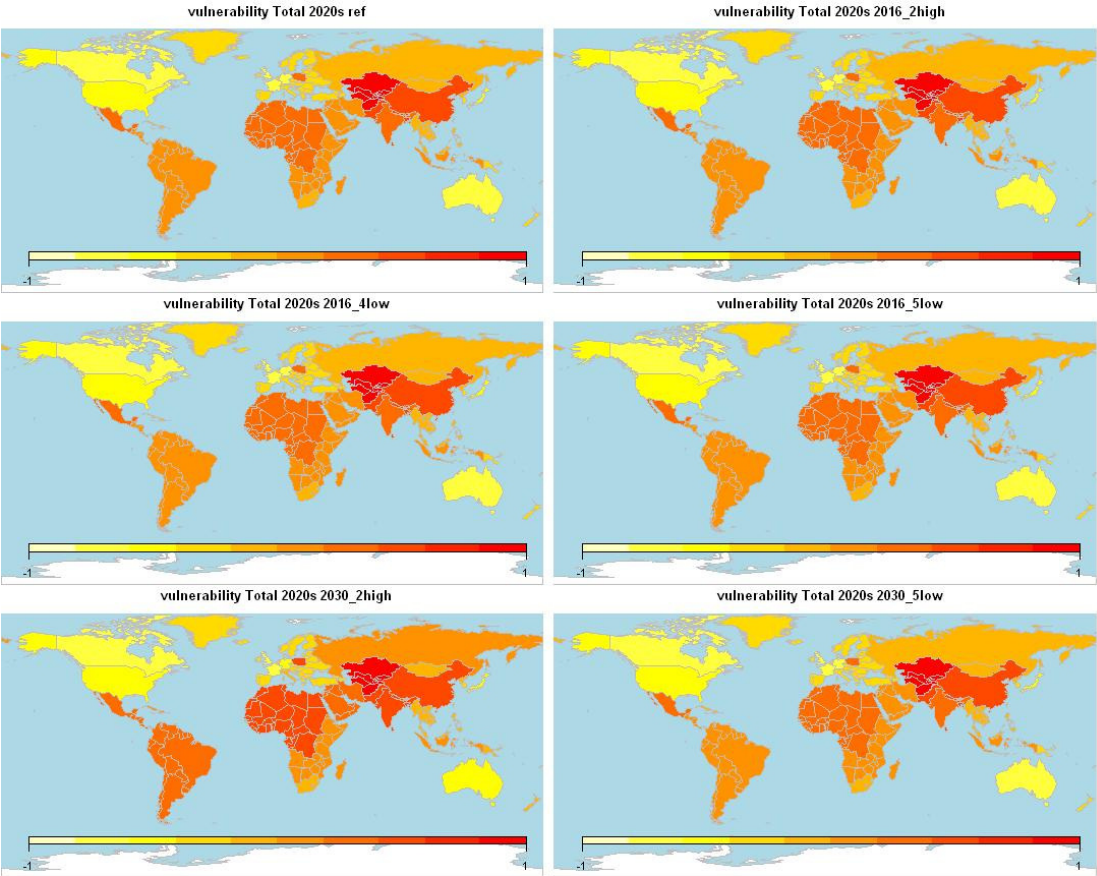 vulnerability Total 2020s ref
vulnerability Total 2020s 2016_2high
-1 1
-1 1
vulnerability Total 2020s 2016_4low
vulnerability Total 2020s 2016_5low
-1 1
-1 1
vulnerability Total 2020s 2030_2high
vulnerability Total 2020s 2030_5low
-1 1
-1 1